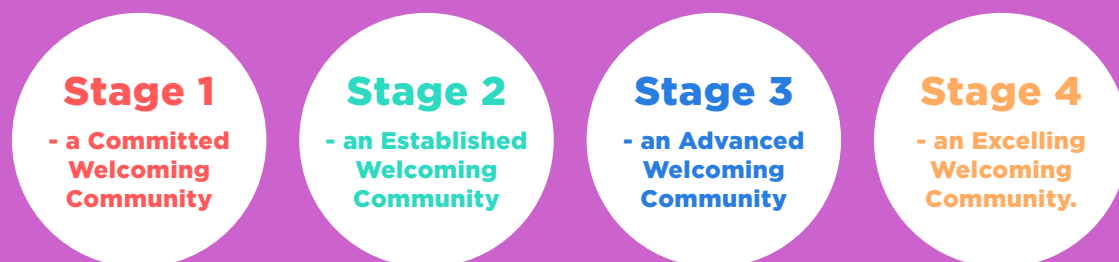 Stage 1
- a Committed
Welcoming
Community
Stage 2
- an Established
Welcoming
Community
Stage 3
- an Advanced
Welcoming
Community
Stage 4
- an Excelling
Welcoming
Community.